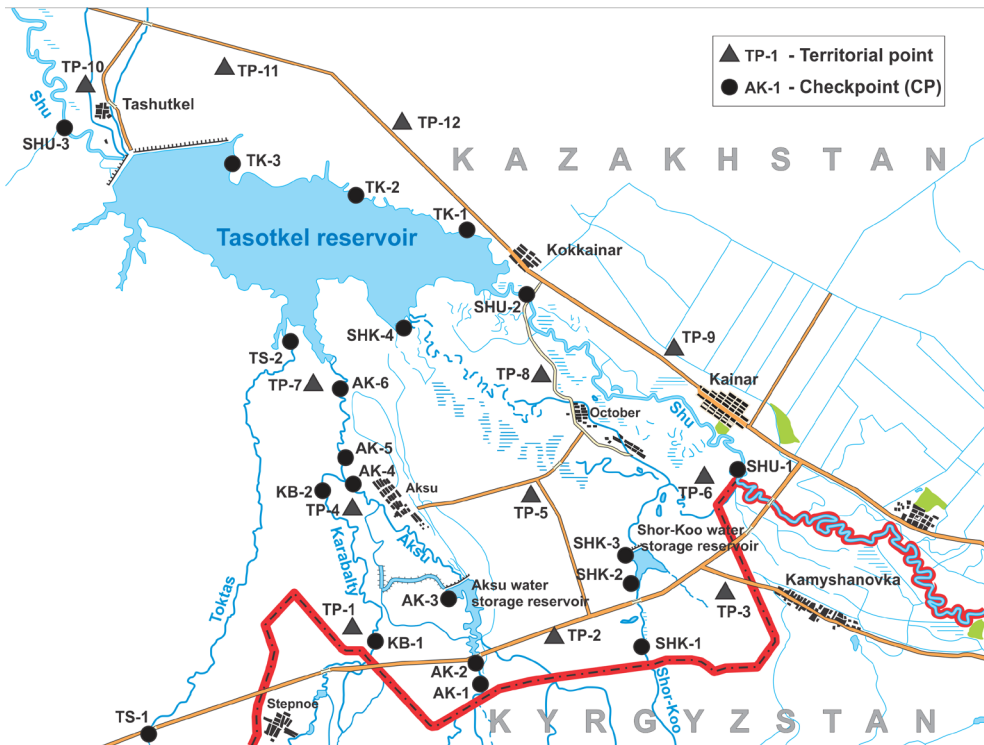 TP-1 - Territorial point
AK-1 - Checkpoint (CP)
TP-10
TP-11
Shu
Tashutkel
SHU-3
TP-12
KAZAKHSTAN
TK-3
TK-2
TK-1
Tasotkel reservoir
Kokkainar
SHU-2
SHK-4
TS-2
TP-9
TP-7
AK-6
TP-8
Kainar
October
Shu
AK-5
AK-4
SHU-1
KB-2
Aksu
TP-6
TP-4
TP-5
Karabally
Aksu
Shor-Koo water
storage reservoir
SHK-3
SHK-2
Toktas
Aksu water
storage reservoir
AK-3
Kamyshanovka
TP-3
TP-1
TP-2
KB-1
SHK-1
AK-2
AK-1
Shor-Koo
Stepnoe
TS-1
KYRGYZSTAN